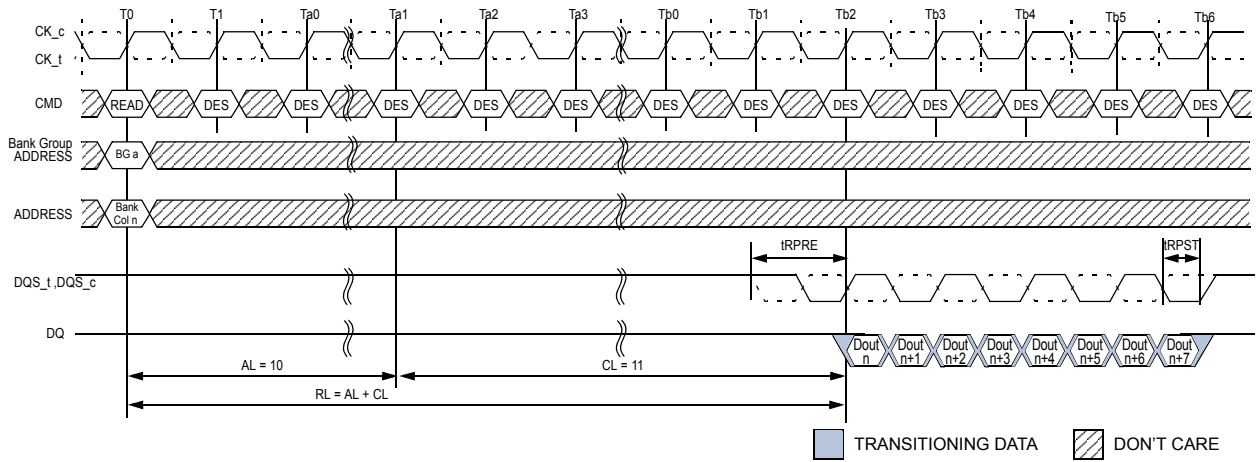 T0 T1 Ta0 Ta1 Ta2 Ta3 Tb0 Tb1 Tb2 Tb3 Tb4 Tb5 Tb6
CK_c
CK_t
CMD READ DES DES DES DES DES DES DES DES DES DES DES DES
Bank Group
ADDRESS
BG a
ADDRESS
Bank
Col n
tRPRE tRPST
DQS_t ,DQS_c
DQ
Dout Dout Dout Dout Dout Dout Dout Dout
n n+1 n+2 n+3 n+4 n+5 n+6 n+7
AL = 10 CL = 11
RL = AL + CL
TRANSITIONING DATA DON'T CARE